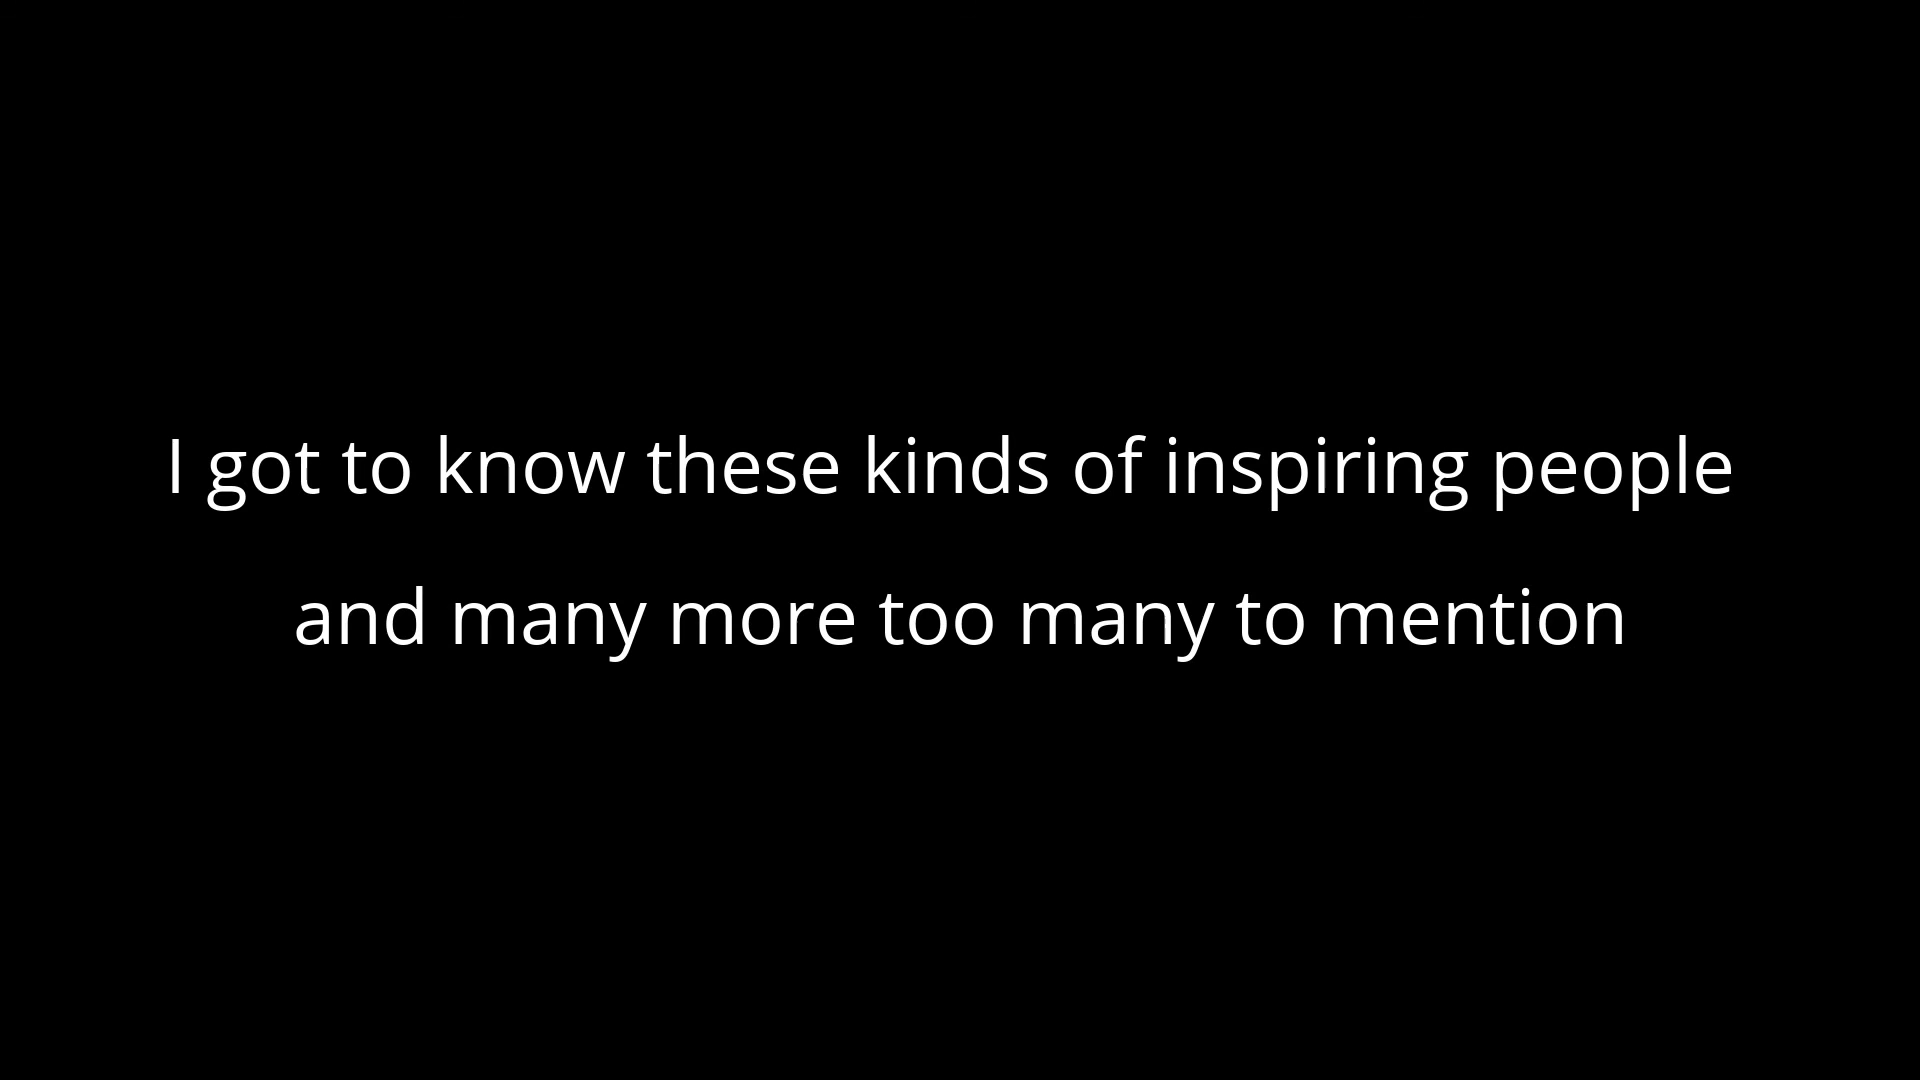 I got to know these kinds of inspiring people
and many more too many to mention